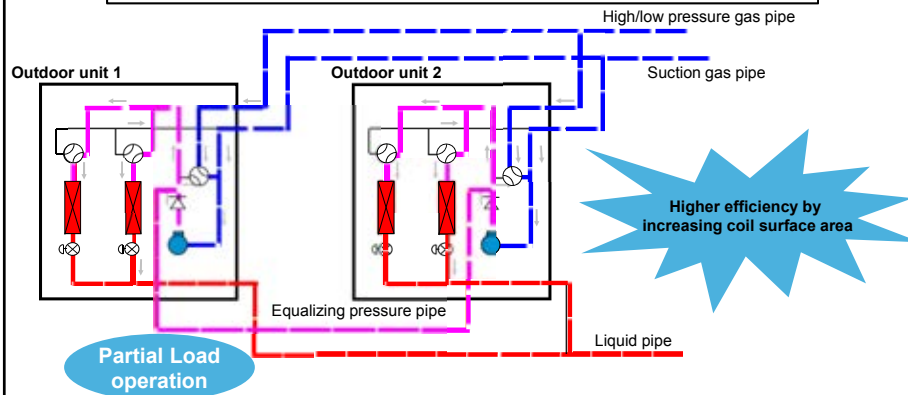 High/low pressure gas pipe
Outdoor unit 1
Outdoor unit 2
Suction gas pipe
Higher efficiency by
increasing coil surface area
Equalizing pressure pipe
Liquid pipe
Partial Load
operation